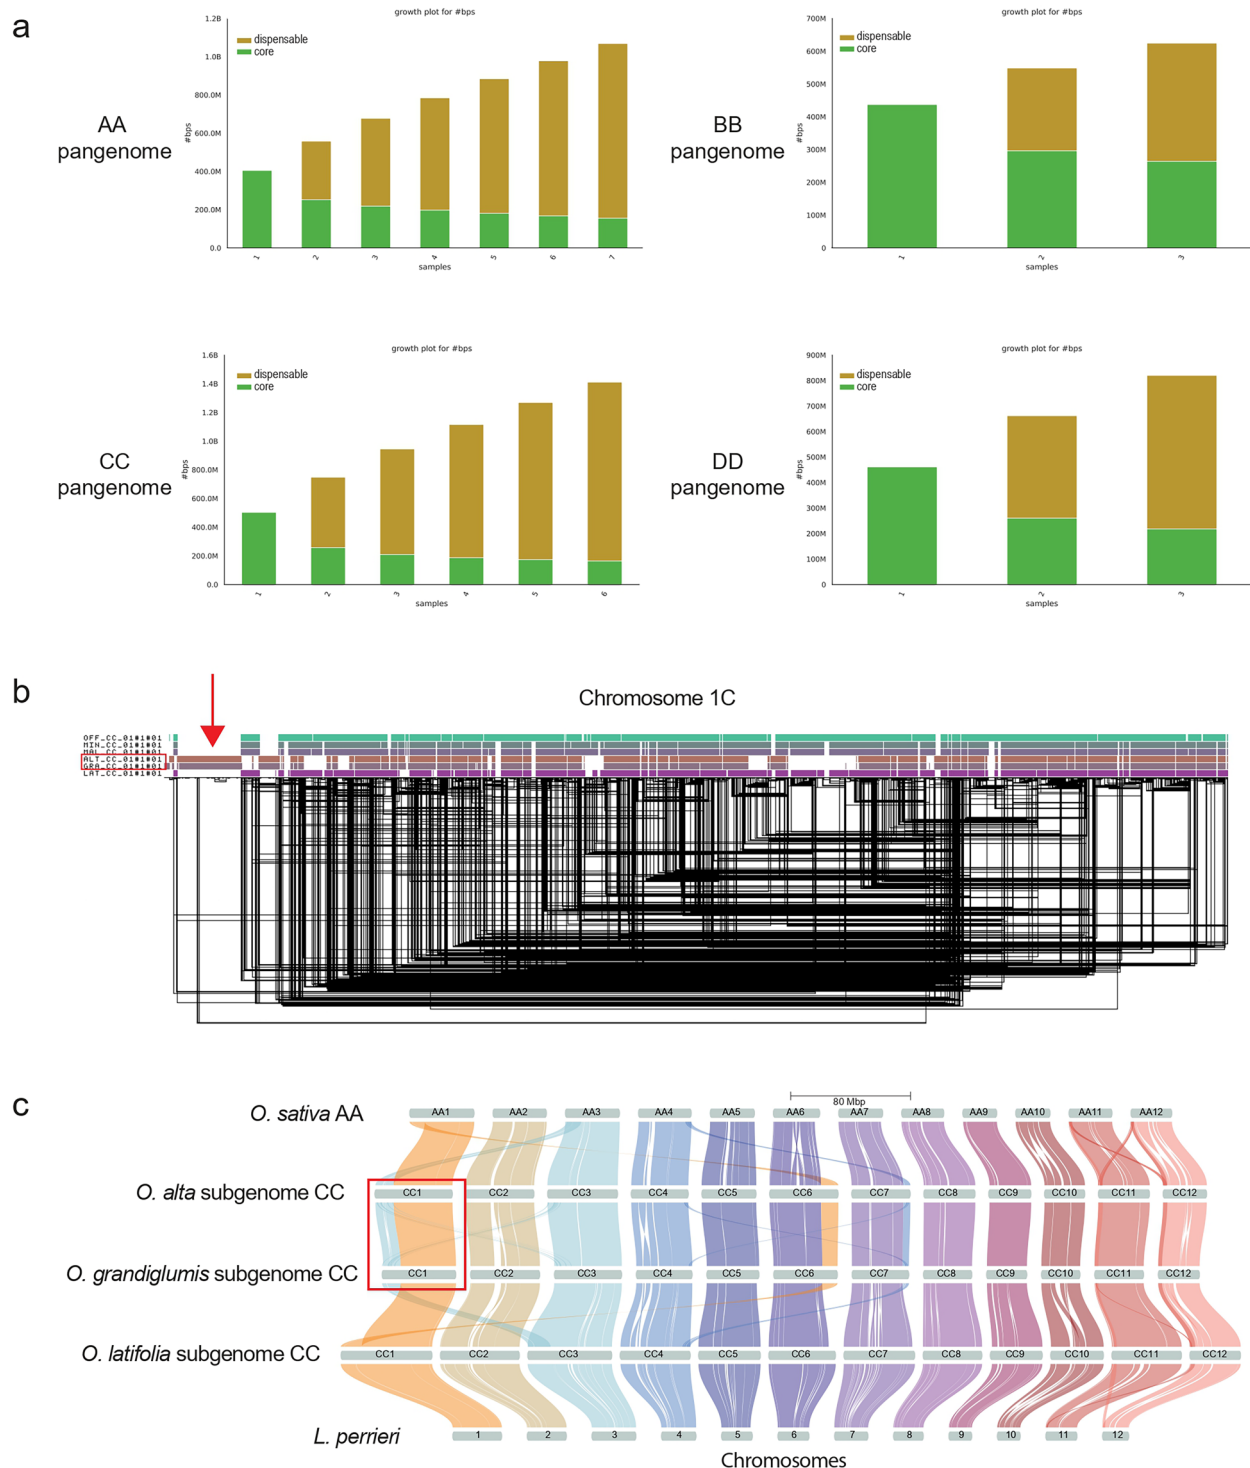 a
growth plot for #bps
dispensable
core
AA
pangenome
#bps
1.2B
1.0B
800.0M
600.0M
400.0M
200.0M
0.0
1 2 3 4 5 6 7
samples
growth plot for #bps
dispensable
core
BB
pangenome
#bps
700M
600M
500M
400M
300M
200M
100M
0
1 2 3
samples
growth plot for #bps
dispensable
core
CC
pangenome
#bps
1.6B
1.4B
1.2B
1.0B
800.0M
600.0M
400.0M
200.0M
0.0
1 2 3 4 5 6
samples
growth plot for #bps
dispensable
core
DD
pangenome
#bps
900M
800M
700M
600M
500M
400M
300M
200M
100M
0
1 2 3
samples
b
Chromosome 1C
OFF_CC_01#1#01
MIN_CC_01#1#01
MAL_CC_01#1#01
ALT_CC_01#1#01
GRA_CC_01#1#01
LAT_CC_01#1#01
c
80 Mbp
O. sativa AA
AA1 AA2 AA3 AA4 AA5 AA6 AA7 AA8 AA9 AA10 AA11 AA12
O. alta subgenome CC
CC1 CC2 CC3 CC4 CC5 CC6 CC7 CC8 CC9 CC10 CC11 CC12
O. grandiglumis subgenome CC
CC1 CC2 CC3 CC4 CC5 CC6 CC7 CC8 CC9 CC10 CC11 CC12
O. latifolia subgenome CC
CC1 CC2 CC3 CC4 CC5 CC6 CC7 CC8 CC9 CC10 CC11 CC12
L. perrieri
1 2 3 4 5 6 7 8 9 10 11 12
Chromosomes